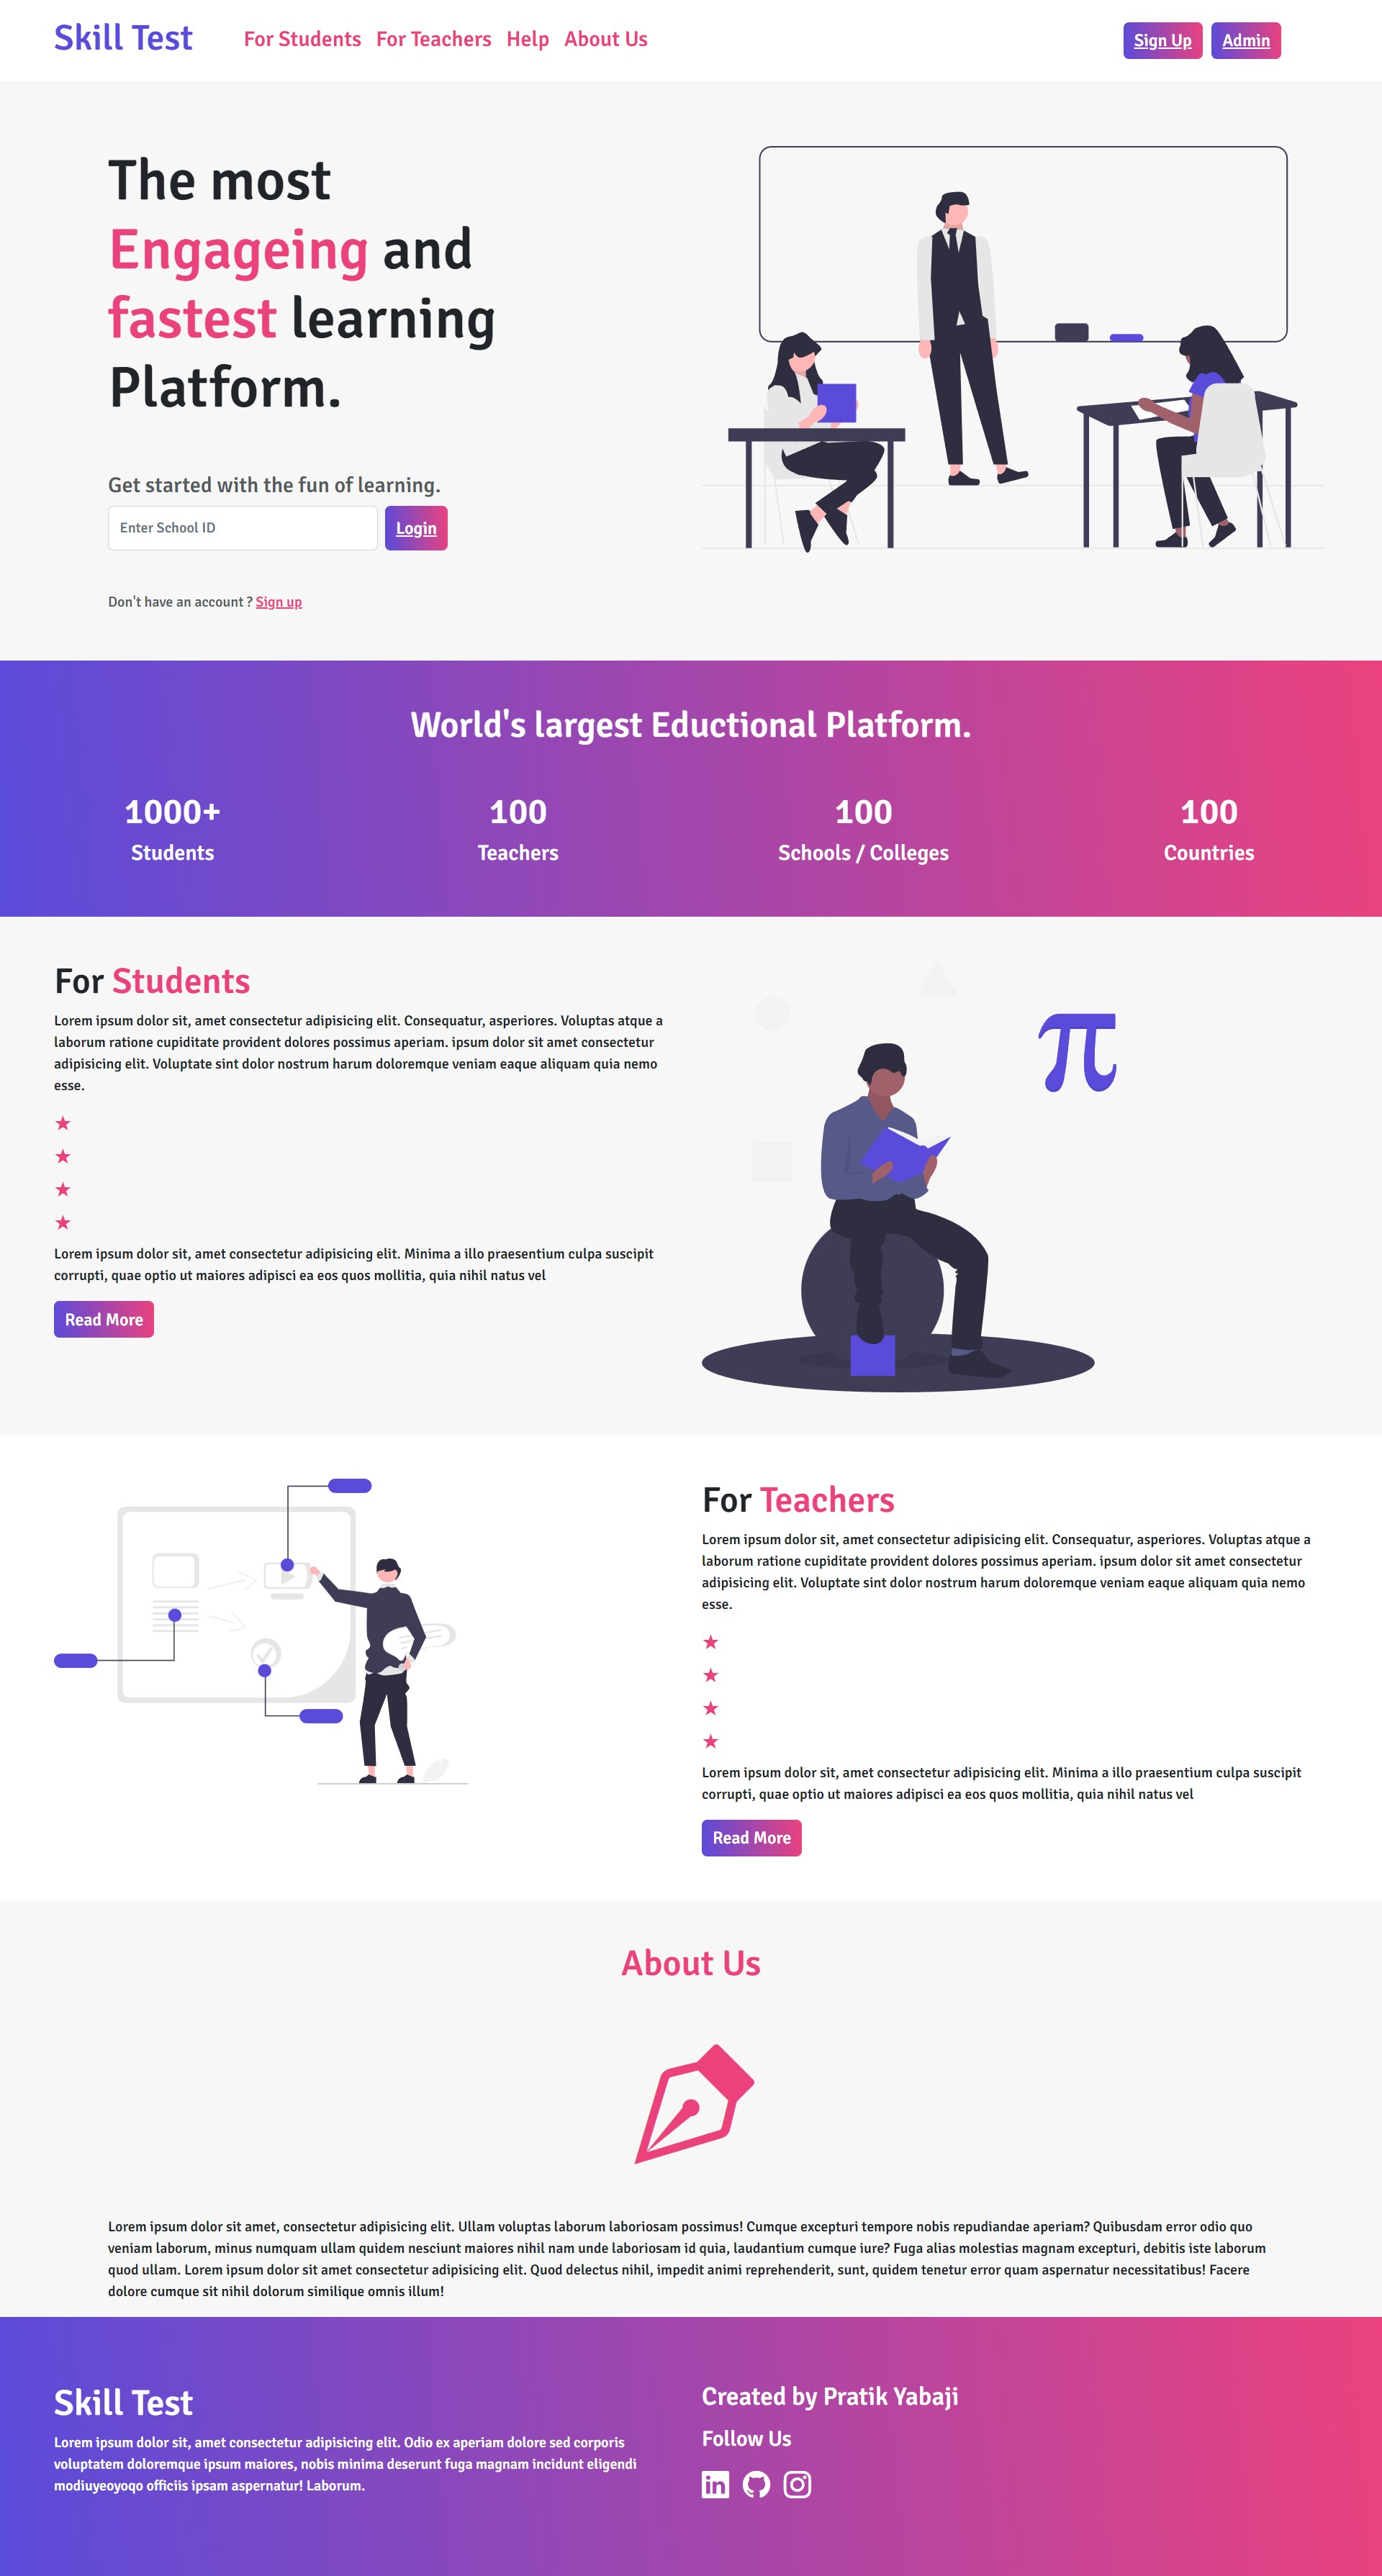 Skill Test
For Students For Teachers Help About Us
Sign Up Admin
The most
Engageing and
fastest learning
Platform.
Get started with the fun of learning.
Enter School ID
Login
Don't have an account ? Sign up
World's largest Eductional Platform.
1000+
Students
100
Teachers
100
Schools / Colleges
100
Countries
For Students
Lorem ipsum dolor sit, amet consectetur adipisicing elit. Consequatur, asperiores. Voluptas atque a
laborum ratione cupiditate provident dolores possimus aperiam. ipsum dolor sit amet consectetur
adipisicing elit. Voluptate sint dolor nostrum harum doloremque veniam eaque aliquam quia nemo
esse.
★
★
★
★
Lorem ipsum dolor sit, amet consectetur adipisicing elit. Minima a illo praesentium culpa suscipit
corrupti, quae optio ut maiores adipisci ea eos quos mollitia, quia nihil natus vel
Read More
π
For Teachers
Lorem ipsum dolor sit, amet consectetur adipisicing elit. Consequatur, asperiores. Voluptas atque a
laborum ratione cupiditate provident dolores possimus aperiam. ipsum dolor sit amet consectetur
adipisicing elit. Voluptate sint dolor nostrum harum doloremque veniam eaque aliquam quia nemo
esse.
★
★
★
★
Lorem ipsum dolor sit, amet consectetur adipisicing elit. Minima a illo praesentium culpa suscipit
corrupti, quae optio ut maiores adipisci ea eos quos mollitia, quia nihil natus vel
Read More
About Us
Lorem ipsum dolor sit amet, consectetur adipisicing elit. Ullam voluptas laborum laboriosam possimus! Cumque excepturi tempore nobis repudiandae aperiam? Quibusdam error odio quo
veniam laborum, minus numquam ullam quidem nesciunt maiores nihil nam unde laboriosam id quia, laudantium cumque iure? Fuga alias molestias magnam excepturi, debitis iste laborum
quod ullam. Lorem ipsum dolor sit amet consectetur adipisicing elit. Quod delectus nihil, impedit animi reprehenderit, sunt, quidem tenetur error quam aspernatur necessitatibus! Facere
dolore cumque sit nihil dolorum similique omnis illum!
Skill Test
Lorem ipsum dolor sit, amet consectetur adipisicing elit. Odio ex aperiam dolore sed corporis
voluptatem doloremque ipsum maiores, nobis minima deserunt fuga magnam incidunt eligendi
modiuyeoyoqo officiis ipsam aspernatur! Laborum.
Created by Pratik Yabaji
Follow Us
in